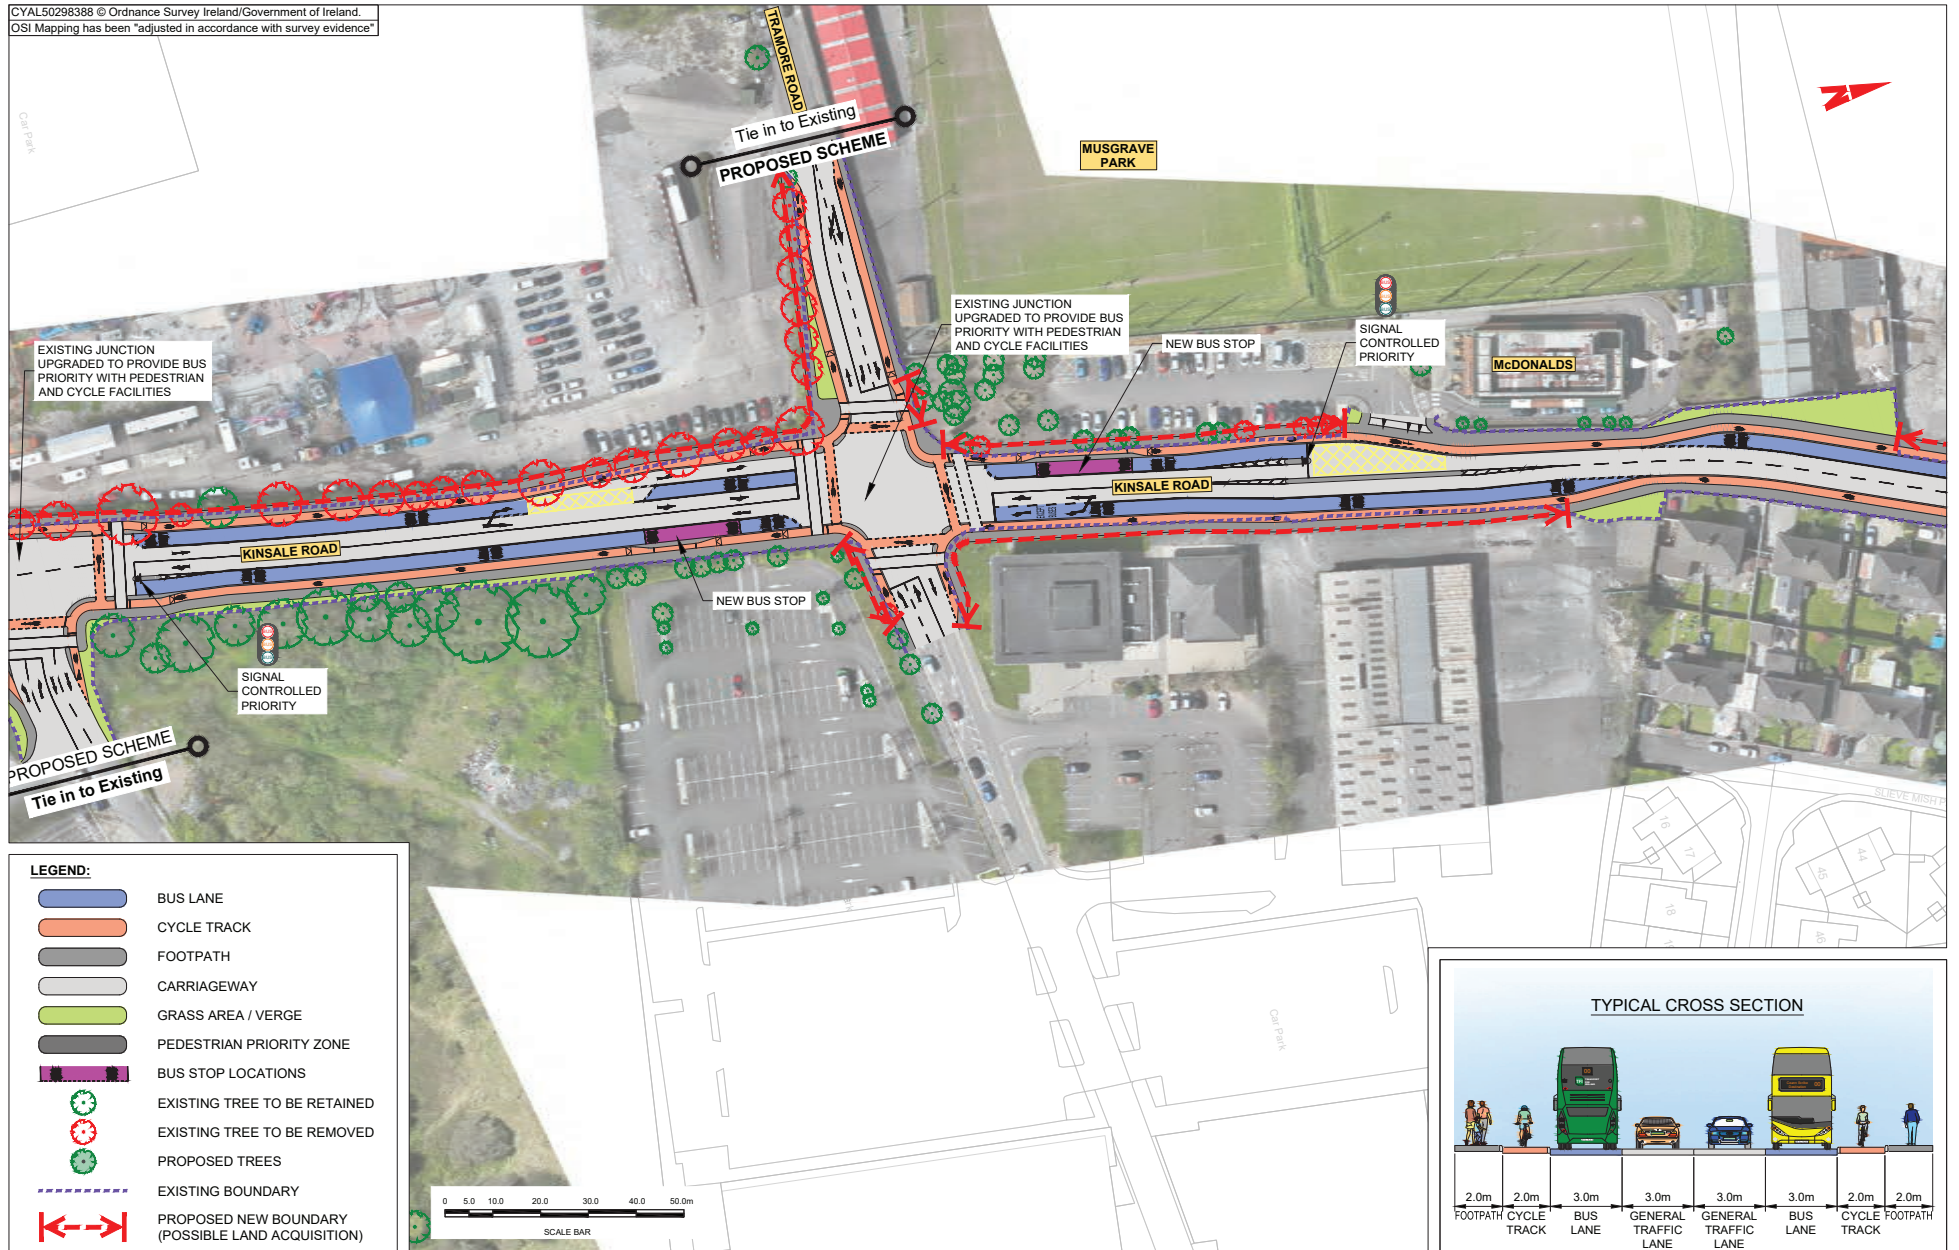 CYAL50298388 © Ordnance Survey Ireland/Government of Ireland.
OSI Mapping has been "adjusted in accordance with survey evidence"
Car Park
TRAMORE ROAD
Tie in to Existing
PROPOSED SCHEME
MUSGRAVE
PARK
EXISTING JUNCTION
UPGRADED TO PROVIDE BUS
PRIORITY WITH PEDESTRIAN
AND CYCLE FACILITIES
EXISTING JUNCTION
UPGRADED TO PROVIDE BUS
PRIORITY WITH PEDESTRIAN
AND CYCLE FACILITIES
NEW BUS STOP
SIGNAL
CONTROLLED
PRIORITY
McDONALDS
KINSALE ROAD
KINSALE ROAD
NEW BUS STOP
SIGNAL
CONTROLLED
PRIORITY
PROPOSED SCHEME
Tie in to Existing
SLIEVE MISH P
16
17
18
44
45
46
Car Park
LEGEND:
BUS LANE
CYCLE TRACK
FOOTPATH
CARRIAGEWAY
GRASS AREA / VERGE
PEDESTRIAN PRIORITY ZONE
BUS STOP LOCATIONS
EXISTING TREE TO BE RETAINED
EXISTING TREE TO BE REMOVED
PROPOSED TREES
EXISTING BOUNDARY
PROPOSED NEW BOUNDARY
(POSSIBLE LAND ACQUISITION)
0 5.0 10.0 20.0 30.0 40.0 50.0m
SCALE BAR
TYPICAL CROSS SECTION
2.0m 2.0m 3.0m 3.0m 3.0m 3.0m 2.0m 2.0m
FOOTPATH CYCLE BUS GENERAL GENERAL BUS CYCLE FOOTPATH
TRACK LANE TRAFFIC TRAFFIC LANE TRACK
LANE LANE